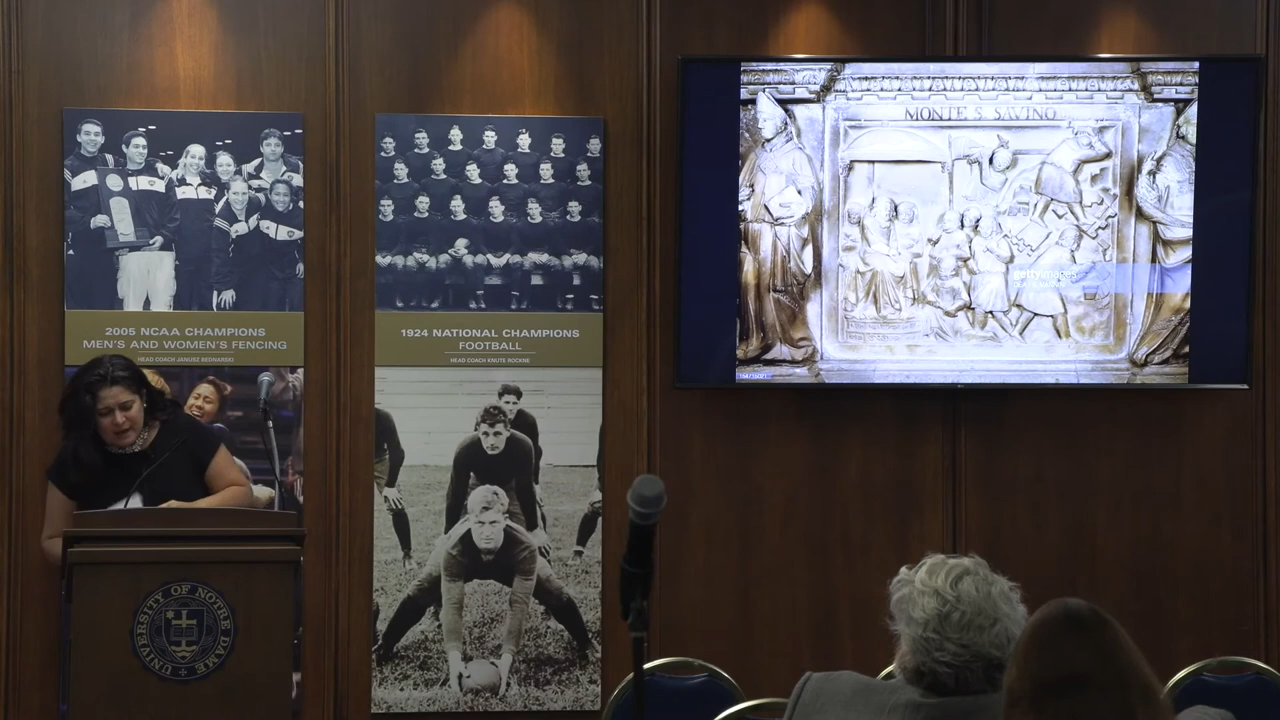 2005 NCAA CHAMPIONS
MEN'S AND WOMEN'S FENCING
HEAD COACH JANUSZ BEDNARSKI
1924 NATIONAL CHAMPIONS
FOOTBALL
HEAD COACH KNUTE ROCKNE
MONTE S. SAVINO
gettyimages
UNIVERSITY OF NOTRE DAME